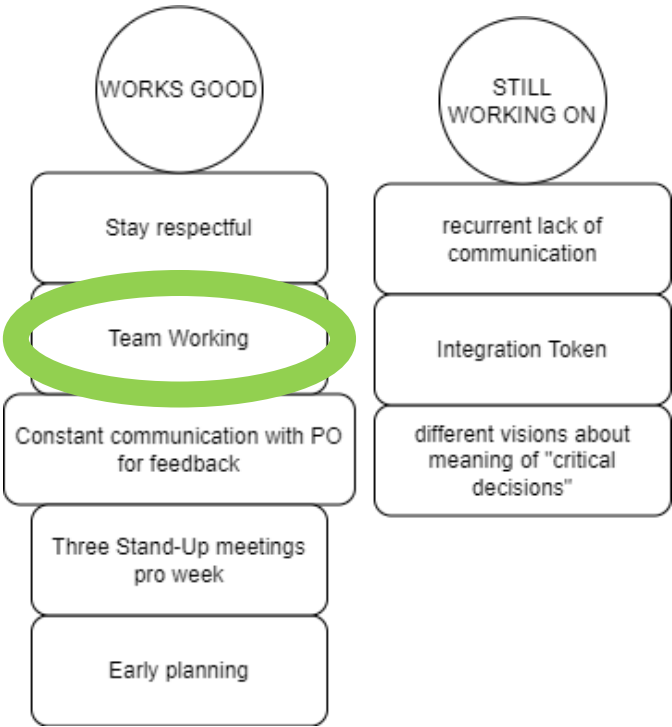 WORKS GOOD
Stay respectful
Team Working
Constant communication with PO
for feedback
Three Stand-Up meetings
pro week
Early planning
STILL
WORKING ON
recurrent lack of
communication
Integration Token
different visions about
meaning of "critical
decisions"